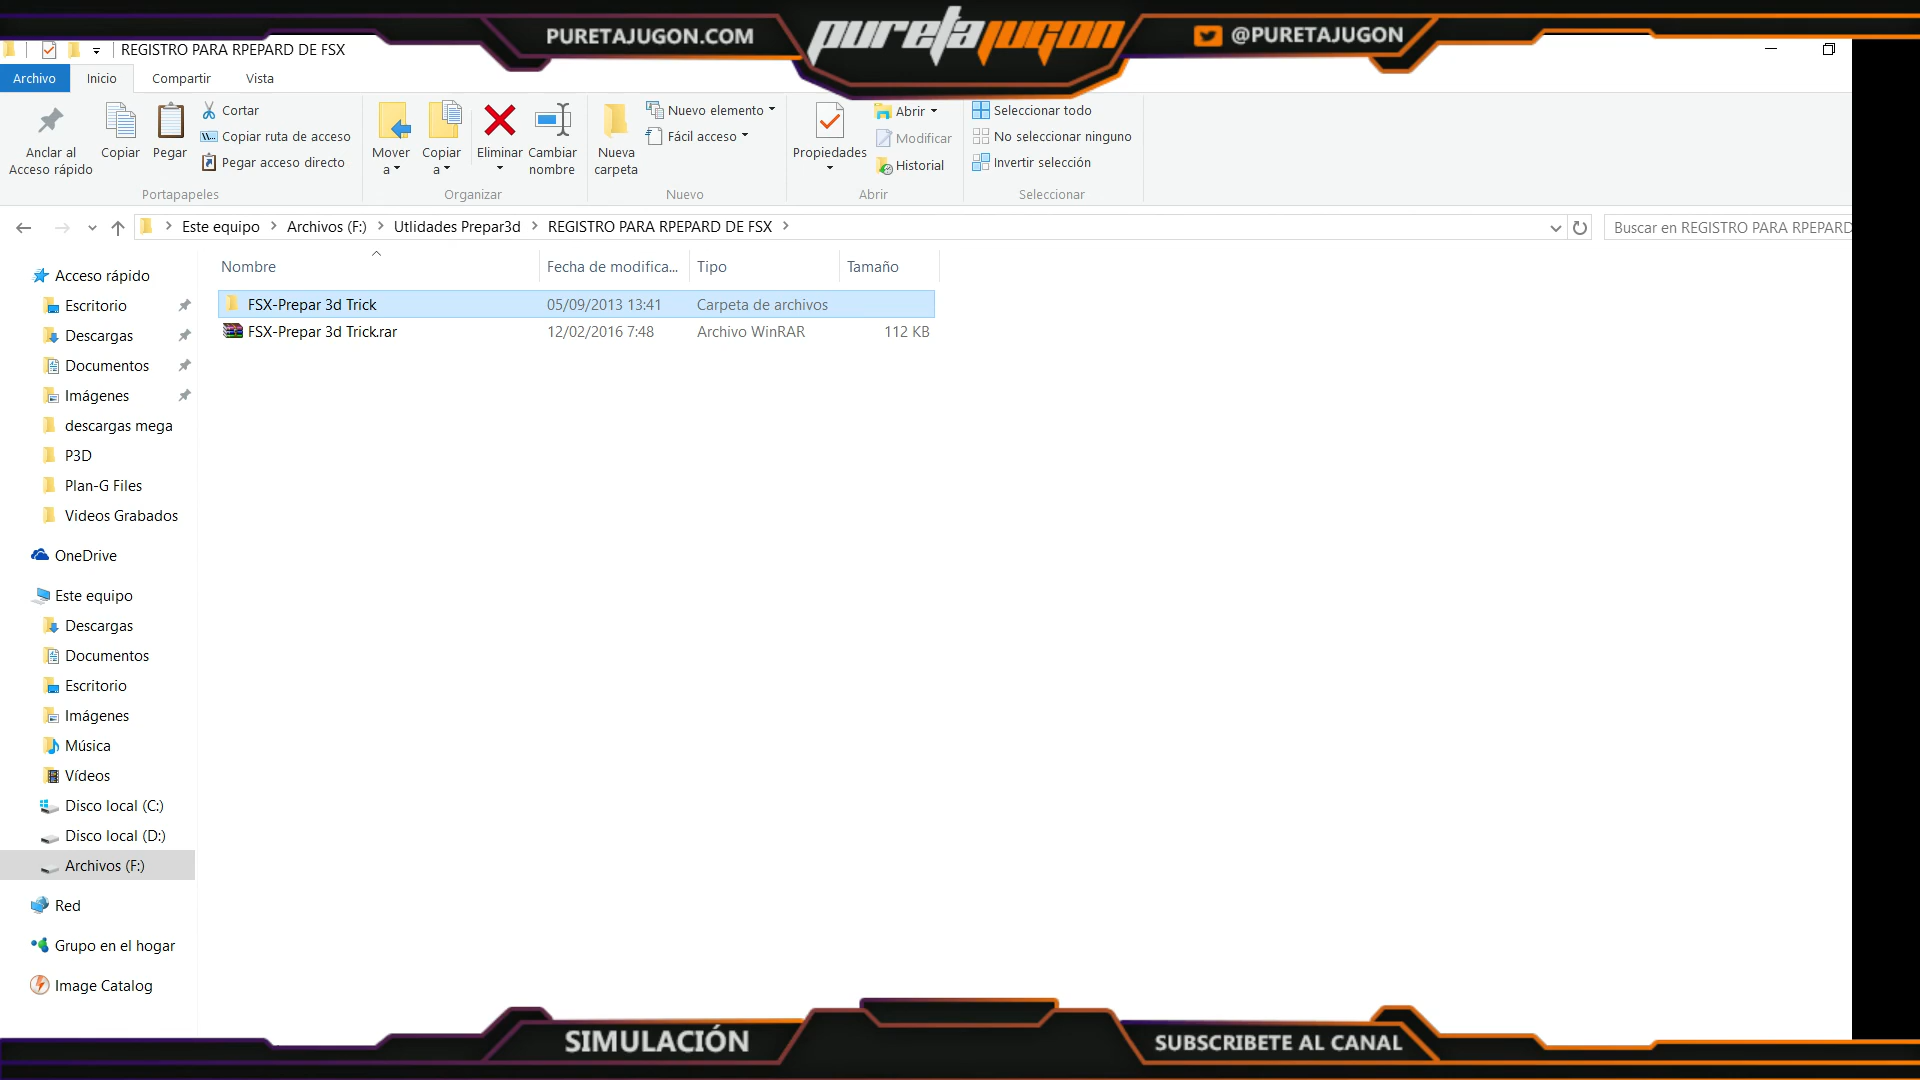 PURETAJUGON.COM
puretajugon
@PURETAJUGON
REGISTRO PARA RPEPARD DE FSX
Archivo
Inicio
Compartir
Vista
Anclar al
Acceso rápido
Copiar
Pegar
Cortar
Copiar ruta de acceso
Pegar acceso directo
Portapapeles
Mover
a
Copiar
a
Eliminar
Cambiar
nombre
Organizar
Nueva
carpeta
Nuevo elemento
Fácil acceso
Nuevo
Propiedades
Abrir
Modificar
Historial
Abrir
Seleccionar todo
No seleccionar ninguno
Invertir selección
Seleccionar
Este equipo > Archivos (F:) > Utlidades Prepar3d > REGISTRO PARA RPEPARD DE FSX >
Buscar en REGISTRO PARA RPEPARD
Nombre Fecha de modifica... Tipo Tamaño
FSX-Prepar 3d Trick 05/09/2013 13:41 Carpeta de archivos
FSX-Prepar 3d Trick.rar 12/02/2016 7:48 Archivo WinRAR 112 KB
Acceso rápido
Escritorio
Descargas
Documentos
Imágenes
descargas mega
P3D
Plan-G Files
Videos Grabados
OneDrive
Este equipo
Descargas
Documentos
Escritorio
Imágenes
Música
Vídeos
Disco local (C:)
Disco local (D:)
Archivos (F:)
Red
Grupo en el hogar
Image Catalog
SIMULACIÓN
SUBSCRIBETE AL CANAL